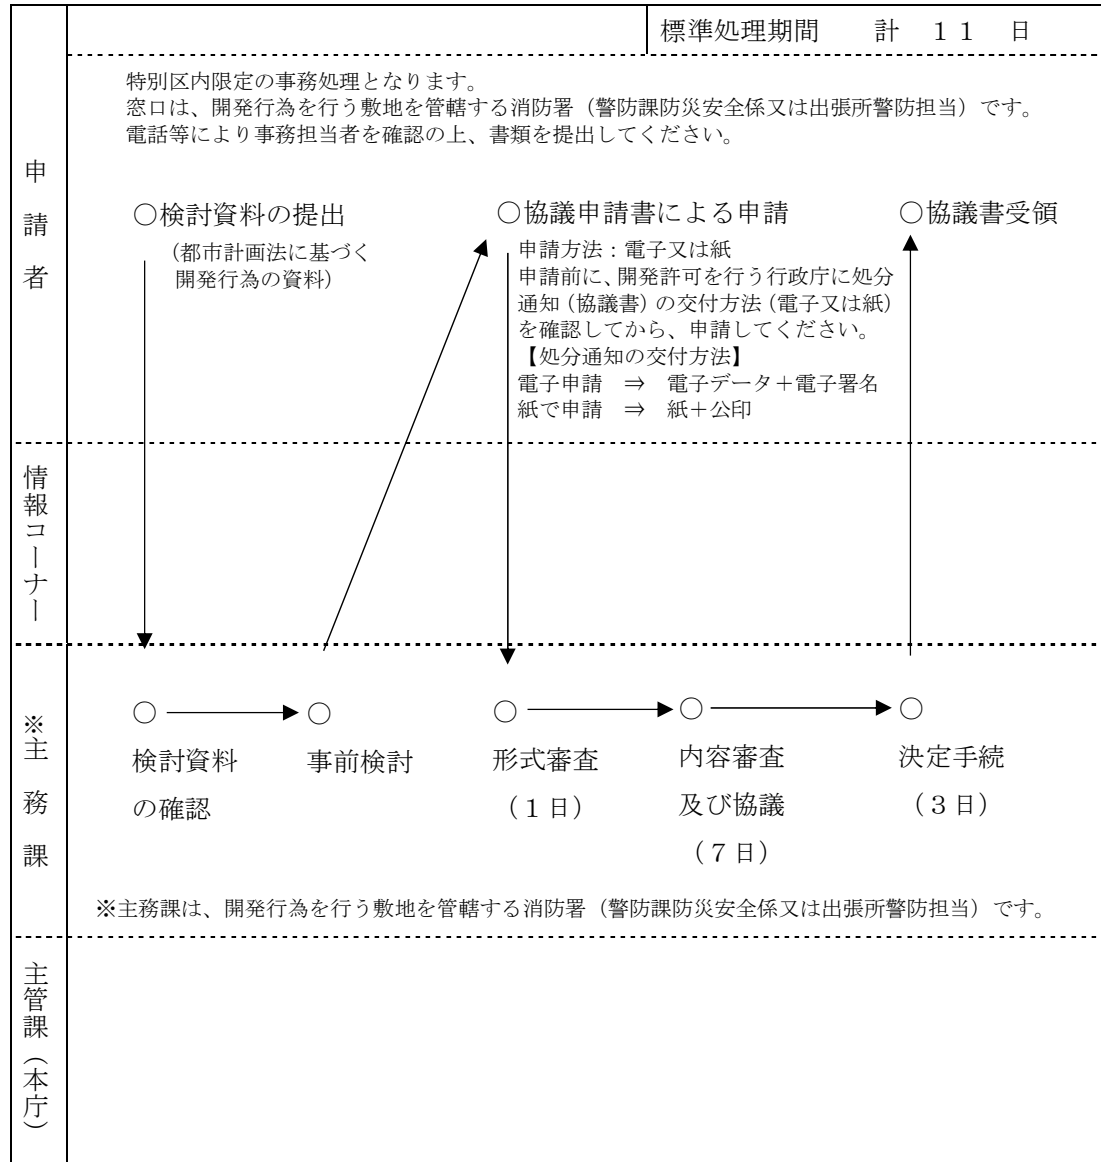 標準処理期間　計　１１　日
申請者
特別区内限定の事務処理となります。
窓口は、開発行為を行う敷地を管轄する消防署（警防課防災安全係又は出張所警防担当）です。
電話等により事務担当者を確認の上、書類を提出してください。
○検討資料の提出
（都市計画法に基づく
開発行為の資料）
○協議申請書による申請
申請方法：電子又は紙
申請前に、開発許可を行う行政庁に処分
通知（協議書）の交付方法（電子又は紙）
を確認してから、申請してください。
【処分通知の交付方法】
電子申請　⇒　電子データ＋電子署名
紙で申請　⇒　紙＋公印
○協議書受領
情報コーナー
※主務課
○
検討資料
の確認
○
事前検討
○
形式審査
（１日）
○
内容審査
及び協議
（７日）
○
決定手続
（３日）
※主務課は、開発行為を行う敷地を管轄する消防署（警防課防災安全係又は出張所警防担当）です。
主管課（本庁）